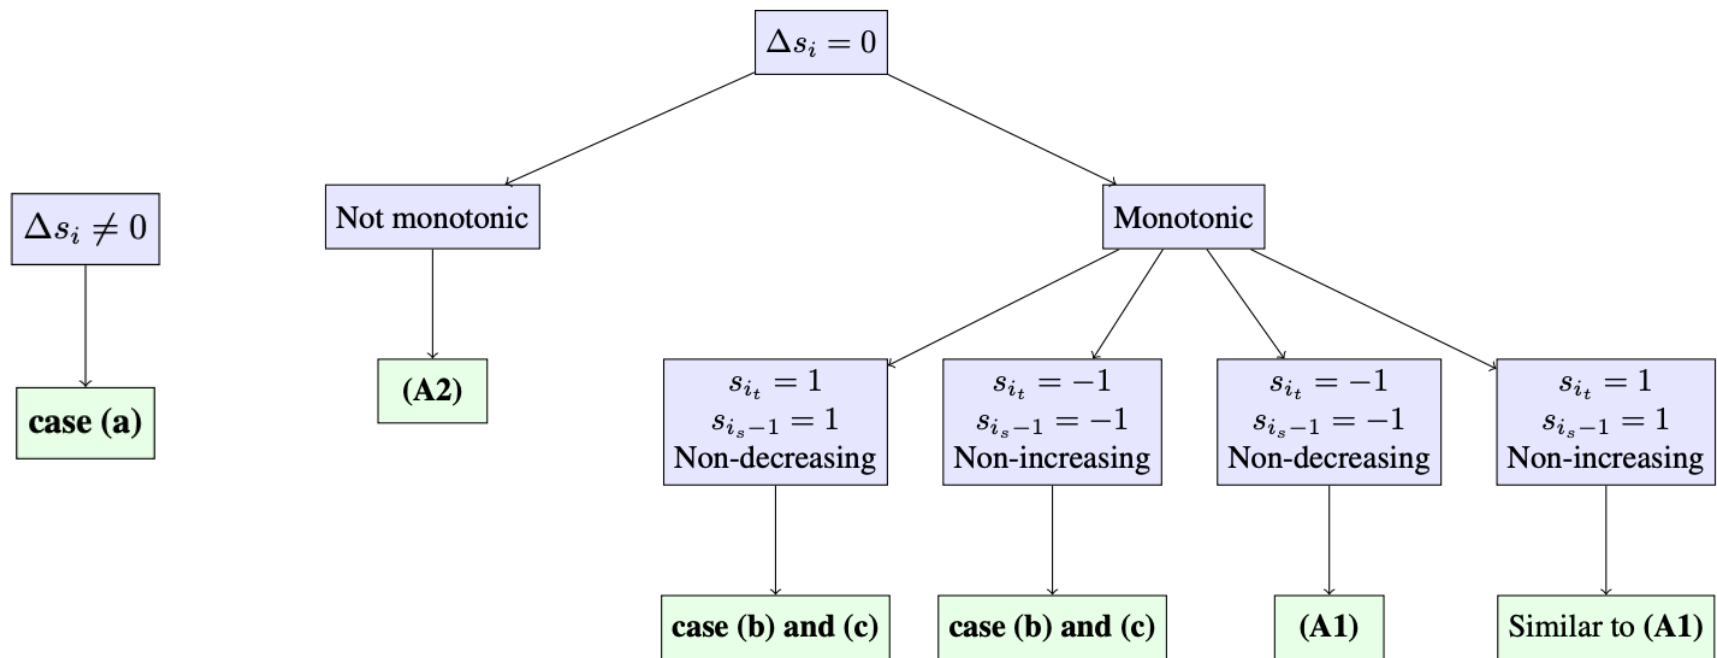 Δs_i = 0
Δs_i ≠ 0
Not monotonic
Monotonic
case (a)
(A2)
s_{i_t} = 1
s_{i_s−1} = 1
Non-decreasing
s_{i_t} = −1
s_{i_s−1} = −1
Non-increasing
s_{i_t} = −1
s_{i_s−1} = −1
Non-decreasing
s_{i_t} = 1
s_{i_s−1} = 1
Non-increasing
case (b) and (c)
case (b) and (c)
(A1)
Similar to (A1)